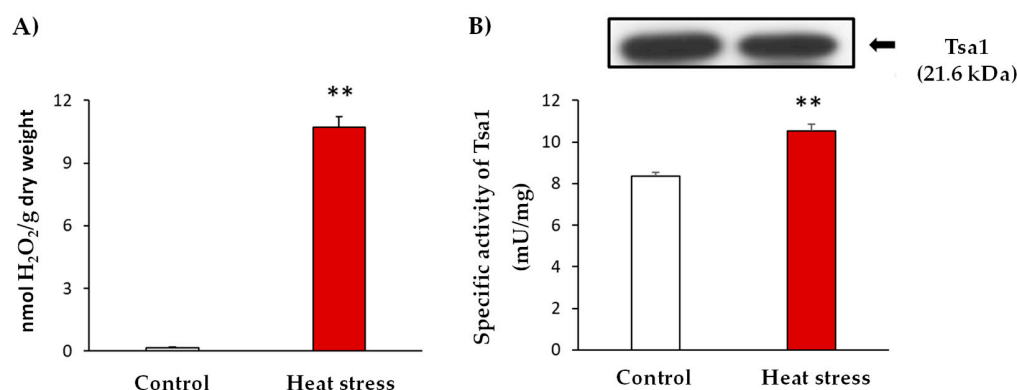 A)
nmol H₂O₂/g dry weight
12
9
6
3
0
**
Control
Heat stress
B)
Tsa1
(21.6 kDa)
Specific activity of Tsa1
(mU/mg)
12
10
8
6
4
2
0
**
Control
Heat stress